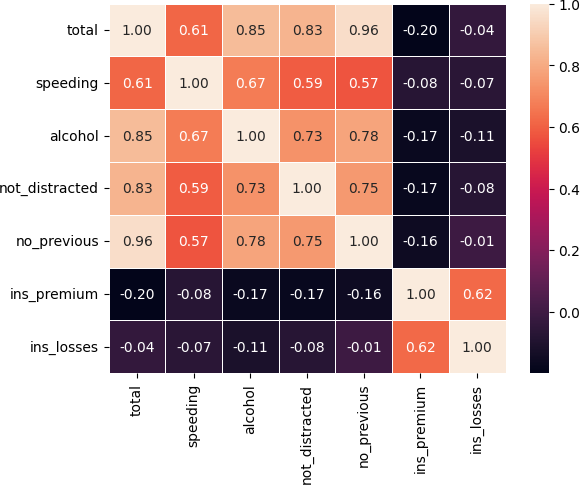 total 1.00 0.61 0.85 0.83 0.96 -0.20 -0.04
speeding 0.61 1.00 0.67 0.59 0.57 -0.08 -0.07
alcohol 0.85 0.67 1.00 0.73 0.78 -0.17 -0.11
not_distracted 0.83 0.59 0.73 1.00 0.75 -0.17 -0.08
no_previous 0.96 0.57 0.78 0.75 1.00 -0.16 -0.01
ins_premium -0.20 -0.08 -0.17 -0.17 -0.16 1.00 0.62
ins_losses -0.04 -0.07 -0.11 -0.08 -0.01 0.62 1.00
total
speeding
alcohol
not_distracted
no_previous
ins_premium
ins_losses
1.0
0.8
0.6
0.4
0.2
0.0